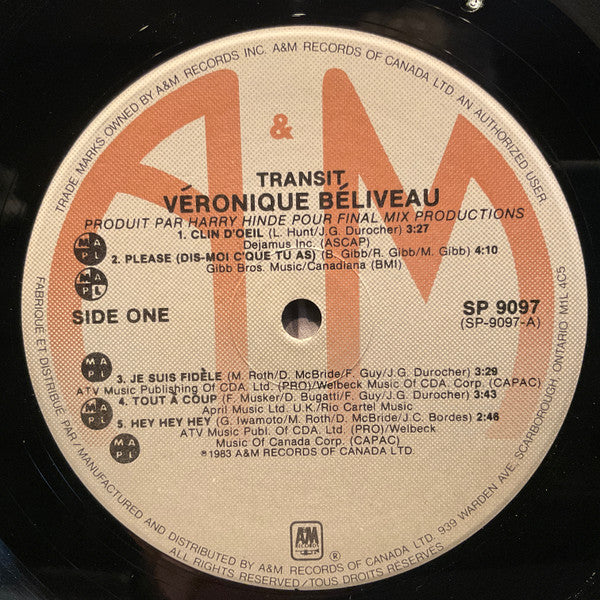 TRADE MARKS OWNED BY A&M RECORDS INC. A&M RECORDS OF CANADA LTD. AN AUTHORIZED USER
A&M
TRANSIT
VÉRONIQUE BÉLIVEAU
PRODUIT PAR HARRY HINDE POUR FINAL MIX PRODUCTIONS
1. CLIN D'OEIL (L. Hunt/J.G. Durocher) 3:27
Dejamus Inc. (ASCAP)
MAPL
2. PLEASE (DIS-MOI C'QUE TU AS) (B. Gibb/R. Gibb/M. Gibb) 4:10
Gibb Bros. Music/Canadiana (BMI)
MAPL
SIDE ONE
SP 9097
(SP-9097-A)
MAPL
3. JE SUIS FIDÈLE (M. Roth/D. McBride/F. Guy/J.G. Durocher) 3:29
ATV Music Publishing Of CDA. Ltd. (PRO)/Welbeck Music Of CDA. Corp. (CAPAC)
4. TOUT À COUP (F. Musker/D. Bugatti/F. Guy/J.G. Durocher) 3:43
April Music Ltd. U.K./Rio Cartel Music
5. HEY HEY HEY (G. Iwamoto/M. Roth/D. McBride/J.C. Bordes) 2:46
ATV Music Publ. Of CDA. Ltd. (PRO)/Welbeck
Music Of Canada Corp. (CAPAC)
MAPL
℗1983 A&M RECORDS OF CANADA LTD.
A&M
RECORDS
®
FABRIQUE ET DISTRIBUE PAR/MANUFACTURED AND DISTRIBUTED BY A&M RECORDS OF CANADA LTD. 939 WARDEN AVE, SCARBOROUGH, ONTARIO M1L 4C5
ALL RIGHTS RESERVED/TOUS DROITS RESERVÉS